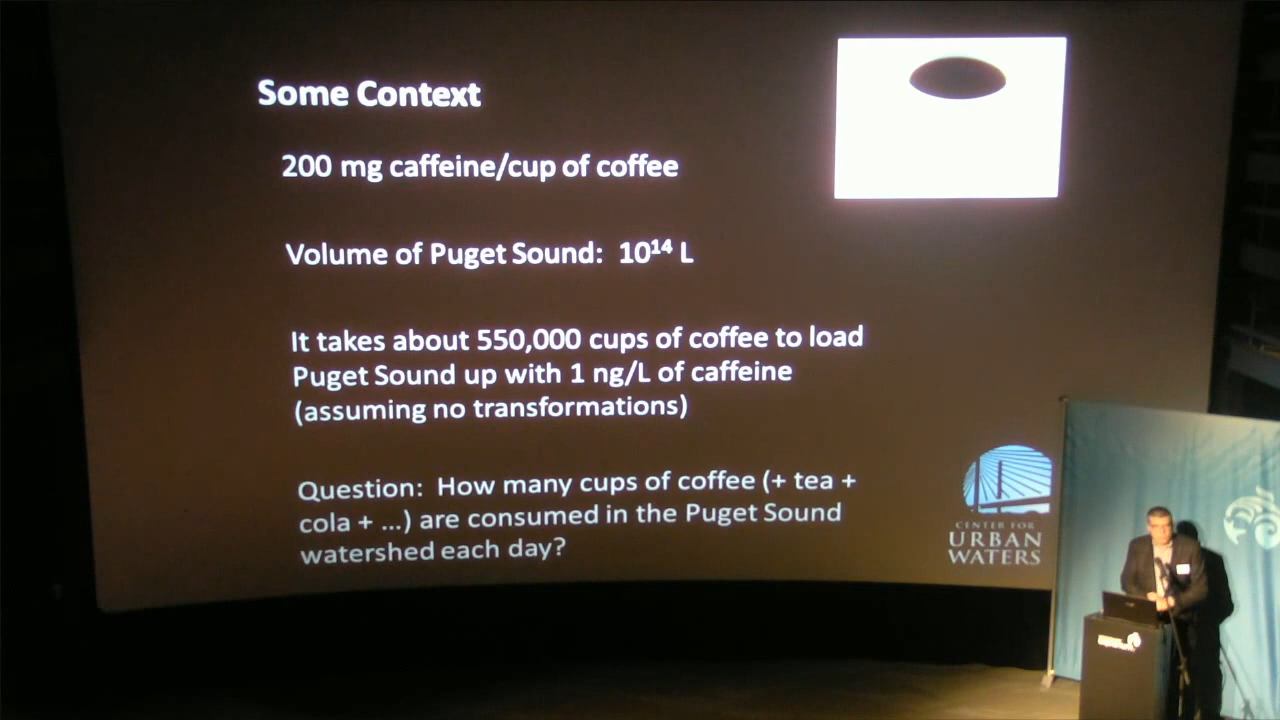 Some Context
200 mg caffeine/cup of coffee
Volume of Puget Sound: 10¹⁴ L
It takes about 550,000 cups of coffee to load
Puget Sound up with 1 ng/L of caffeine
(assuming no transformations)
Question: How many cups of coffee (+ tea +
cola + ...) are consumed in the Puget Sound
watershed each day?
CENTER FOR
URBAN
WATERS